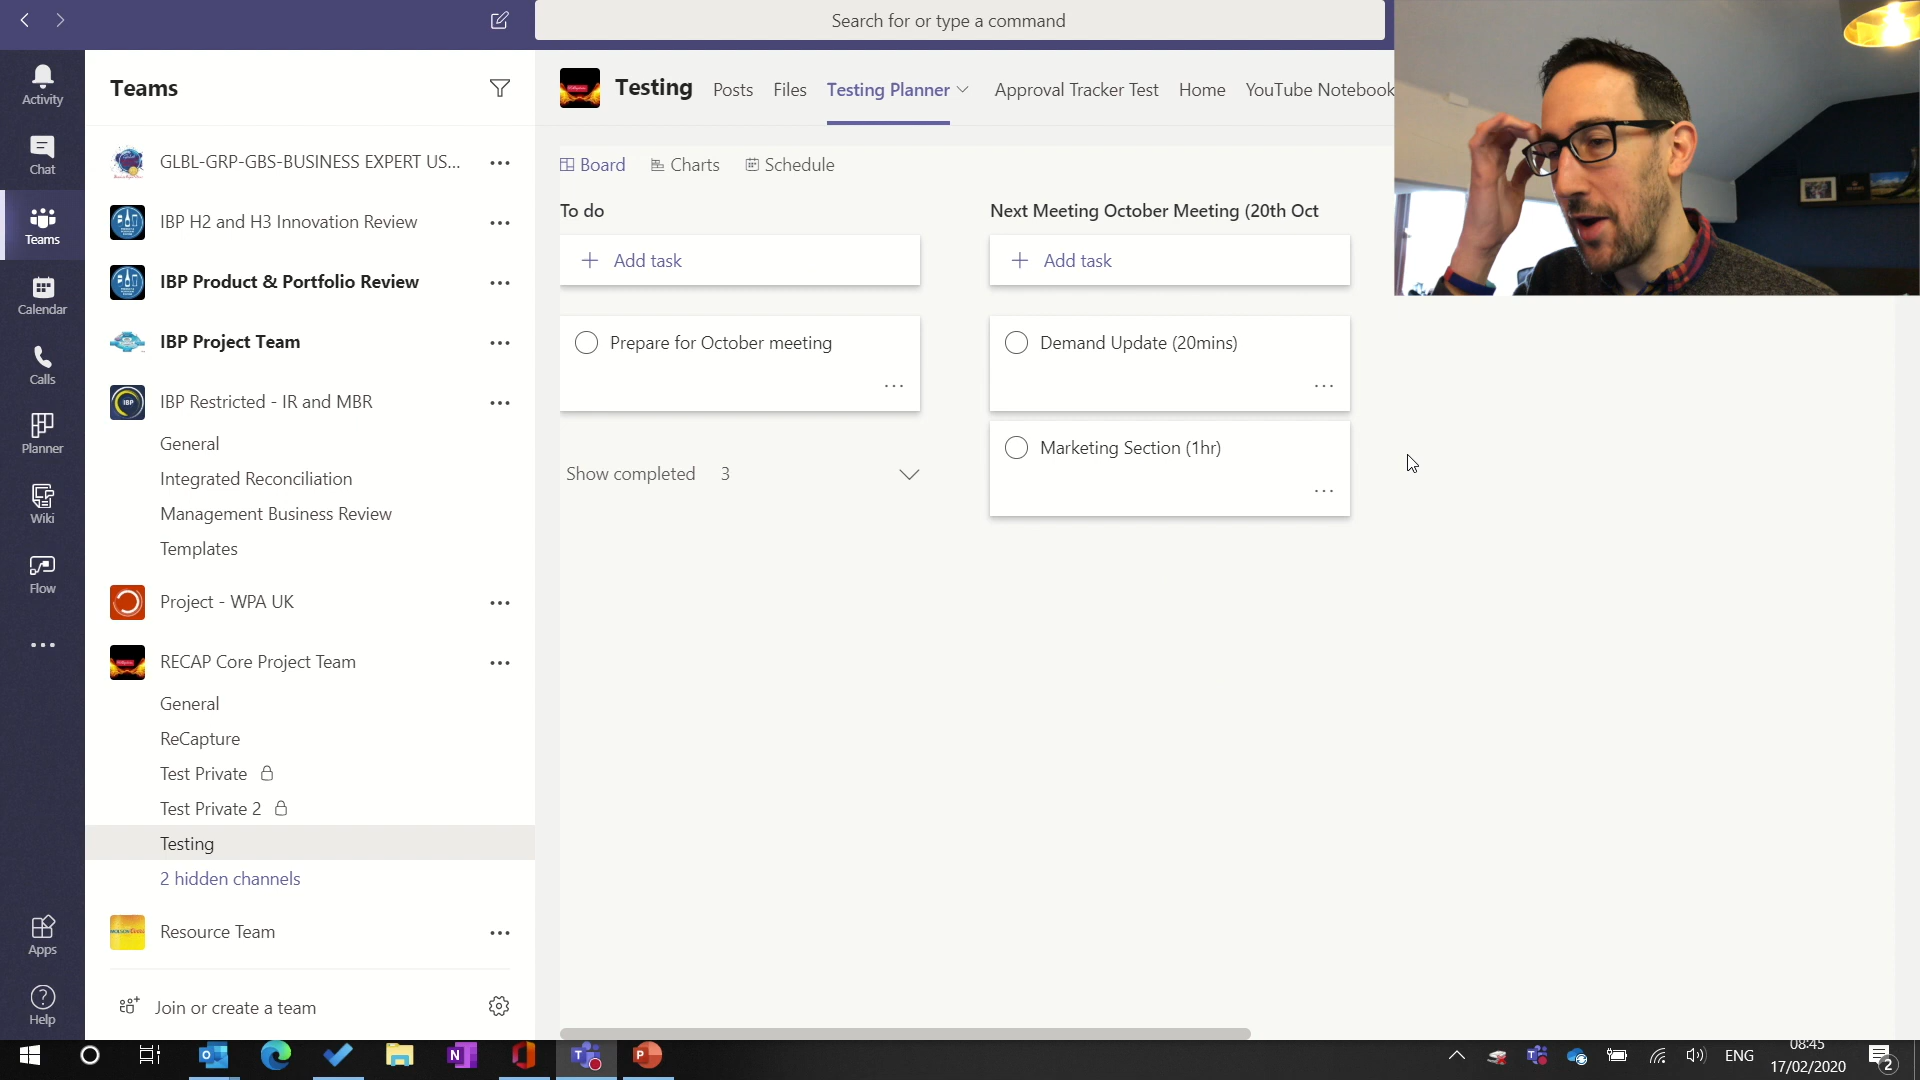 Search for or type a command
Activity
Chat
Teams
Calendar
Calls
Planner
Wiki
Flow
Apps
Help
Teams
GLBL-GRP-GBS-BUSINESS EXPERT US...
IBP H2 and H3 Innovation Review
IBP Product & Portfolio Review
IBP Project Team
IBP
IBP Restricted - IR and MBR
General
Integrated Reconciliation
Management Business Review
Templates
Project - WPA UK
RECAP Core Project Team
General
ReCapture
Test Private
Test Private 2
Testing
2 hidden channels
Resource Team
Join or create a team
Testing
Posts
Files
Testing Planner
Approval Tracker Test
Home
YouTube Notebook
Board
Charts
Schedule
To do
+ Add task
Prepare for October meeting
Show completed 3
Next Meeting October Meeting (20th Oct
+ Add task
Demand Update (20mins)
Marketing Section (1hr)
ENG
08:45
17/02/2020
2